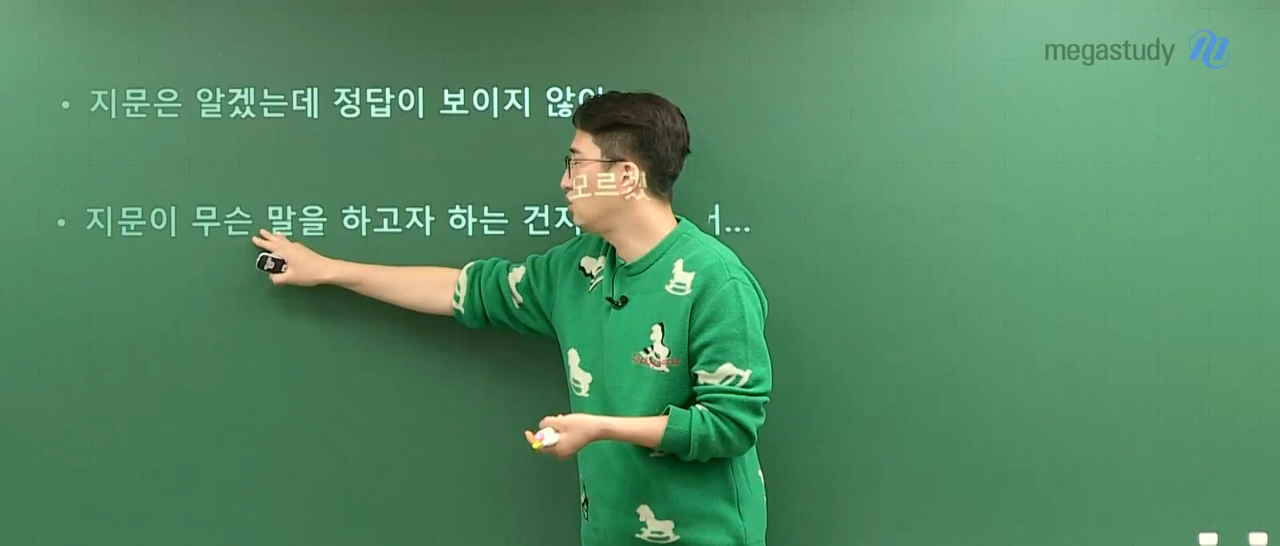 megastudy
• 지문은 알겠는데 정답이 보이지 않아
모르겠
• 지문이 무슨 말을 하고자 하는 건지
...